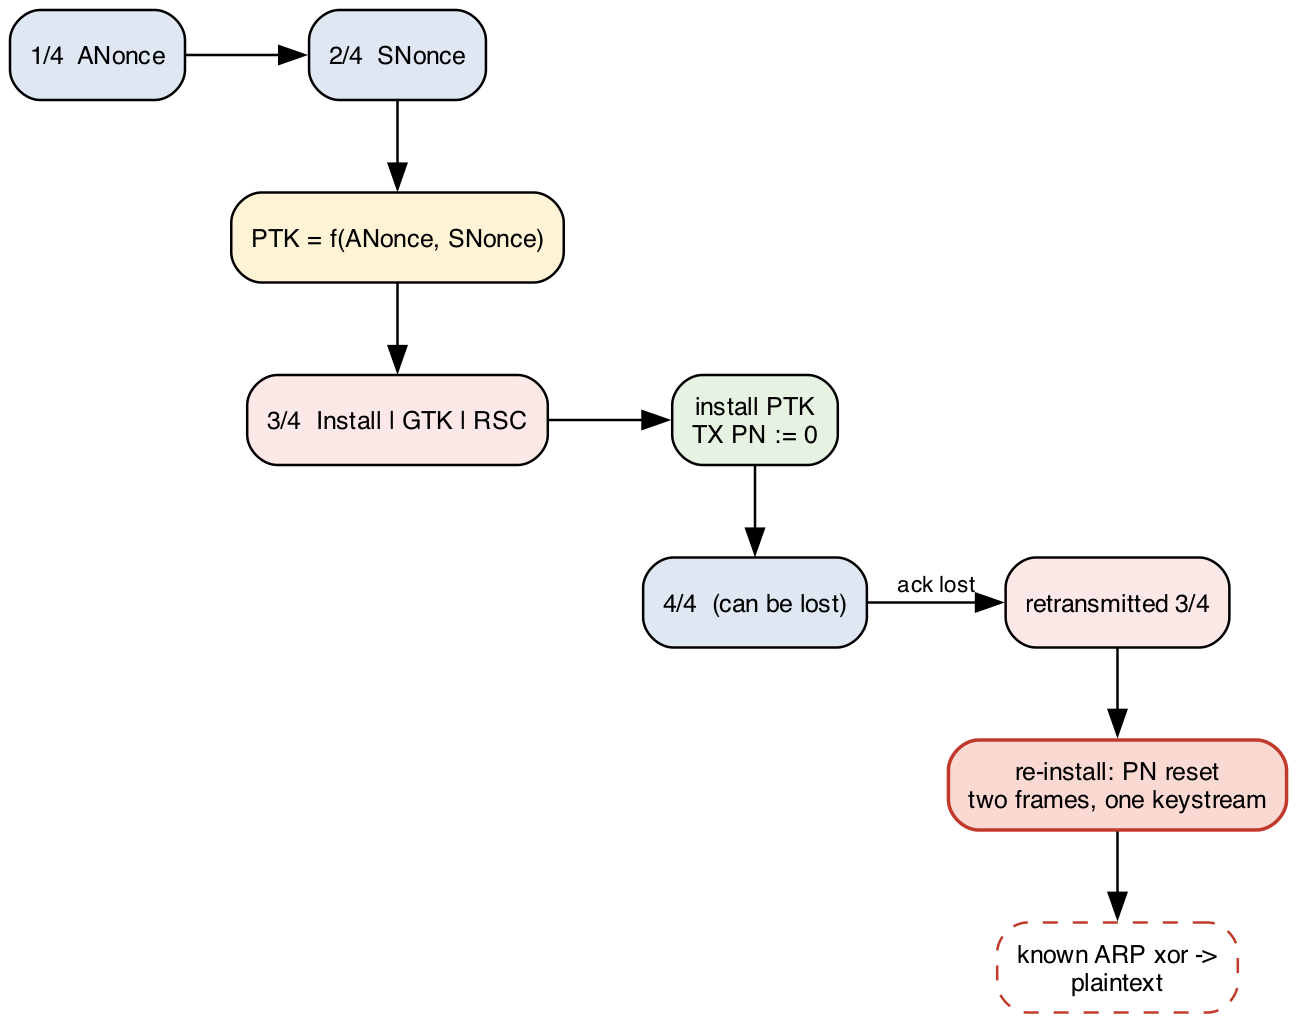 1/4  ANonce
2/4  SNonce
PTK = f(ANonce, SNonce)
3/4  Install | GTK | RSC
install PTK
TX PN := 0
4/4  (can be lost)
ack lost
retransmitted 3/4
re-install: PN reset
two frames, one keystream
known ARP xor ->
plaintext